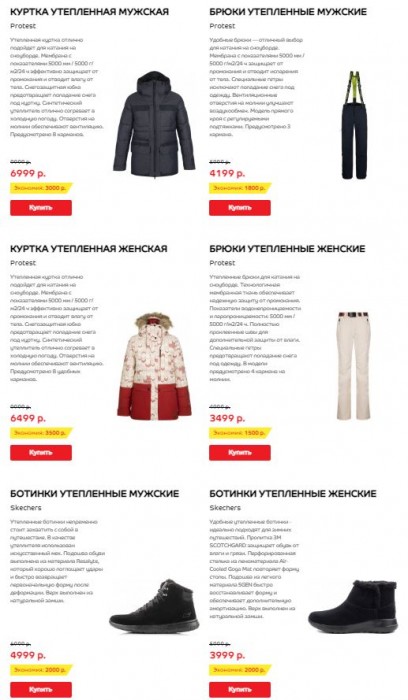 КУРТКА УТЕПЛЕННАЯ МУЖСКАЯ
Protest
Утепленная куртка отлично
подойдет для катания на
сноуборде. Мембрана с
показателями 5000 мм / 5000 гг
м2/24 ч эффективно защищает от
промокания и отводит влагу от
тела. Снегозащитная юбка
предотвращает попадание снега
под куртку. Синтетический
утеплитель отлично согревает в
холодную погоду. Отверстия на
молнии обеспечивают вентиляцию.
Предусмотрено 8 карманов.
9999 р.
6999 р.
Экономия: 3000 р.
Купить
БРЮКИ УТЕПЛЕННЫЕ МУЖСКИЕ
Protest
Удобные брюки — отличный выбор
для катания на сноуборде.
Мембрана с показателями 5000 мм /
5000 г/м2/24 ч защищает от
промокания и отводит испарения
от тела. Специальные гетры
исключают попадание снега под
одежду. Вентиляционные
отверстия на молнии улучшают
воздухообмен. Модель прямого
кроя с регулируемыми
подтяжками. Предусмотрено 3
кармана.
5999 р.
4199 р.
Экономия: 1800 р.
Купить
КУРТКА УТЕПЛЕННАЯ ЖЕНСКАЯ
Protest
Утепленная куртка отлично
подойдет для катания на
сноуборде. Мембрана с
показателями 5000 мм / 5000 гг
м2/24 ч эффективно защищает от
промокания и отводит влагу от
тела. Снегозащитная юбка
предотвращает попадание снега
под куртку. Синтетический
утеплитель отлично согревает в
холодную погоду. Отверстия на
молнии обеспечивают вентиляцию.
Предусмотрено 8 удобных
карманов.
9999 р.
6499 р.
Экономия: 3500 р.
Купить
БРЮКИ УТЕПЛЕННЫЕ ЖЕНСКИЕ
Protest
Утепленные брюки для катания на
сноуборде. Технологичная
мембранная ткань обеспечивает
надежную защиту от промокания.
Показатели водонепроницаемости
и паропроницаемости 5000 мм /
5000 г/м2/24 ч. Полностью
проклеенные швы для
дополнительной защиты от влаги.
Специальные гетры
предотвращают попадание снега
под одежду. В модели
предусмотрено 4 кармана на
молнии.
4999 р.
3499 р.
Экономия: 1500 р.
Купить
БОТИНКИ УТЕПЛЕННЫЕ МУЖСКИЕ
Skechers
Утепленные ботинки непременно
стоит захватить с собой в
путешествие. В качестве
утеплителя использован
искусственный мех. Подошва обуви
выполнена из материала Resalyte,
который хорошо поглощает удары
и быстро возвращает
первоначальную форму после
деформации. Верх выполнен из
натуральной замши.
6999 р.
4999 р.
Экономия: 2000 р.
Купить
БОТИНКИ УТЕПЛЕННЫЕ ЖЕНСКИЕ
Skechers
Удобные утепленные ботинки -
идеально подходят для зимних
путешествий. Пропитка 3M
SCOTCHGARD защищает обувь от
влаги и грязи. Перфорированная
стелька из пеноматериала Air-
Cooled Goga Mat повторяет форму
стопы. Подошва из легкого
материала 5GEN быстро
восстанавливает форму и
обеспечивает дополнительную
амортизацию. Верх выполнен из
натуральной замши.
5999 р.
3999 р.
Экономия: 2000 р.
Купить